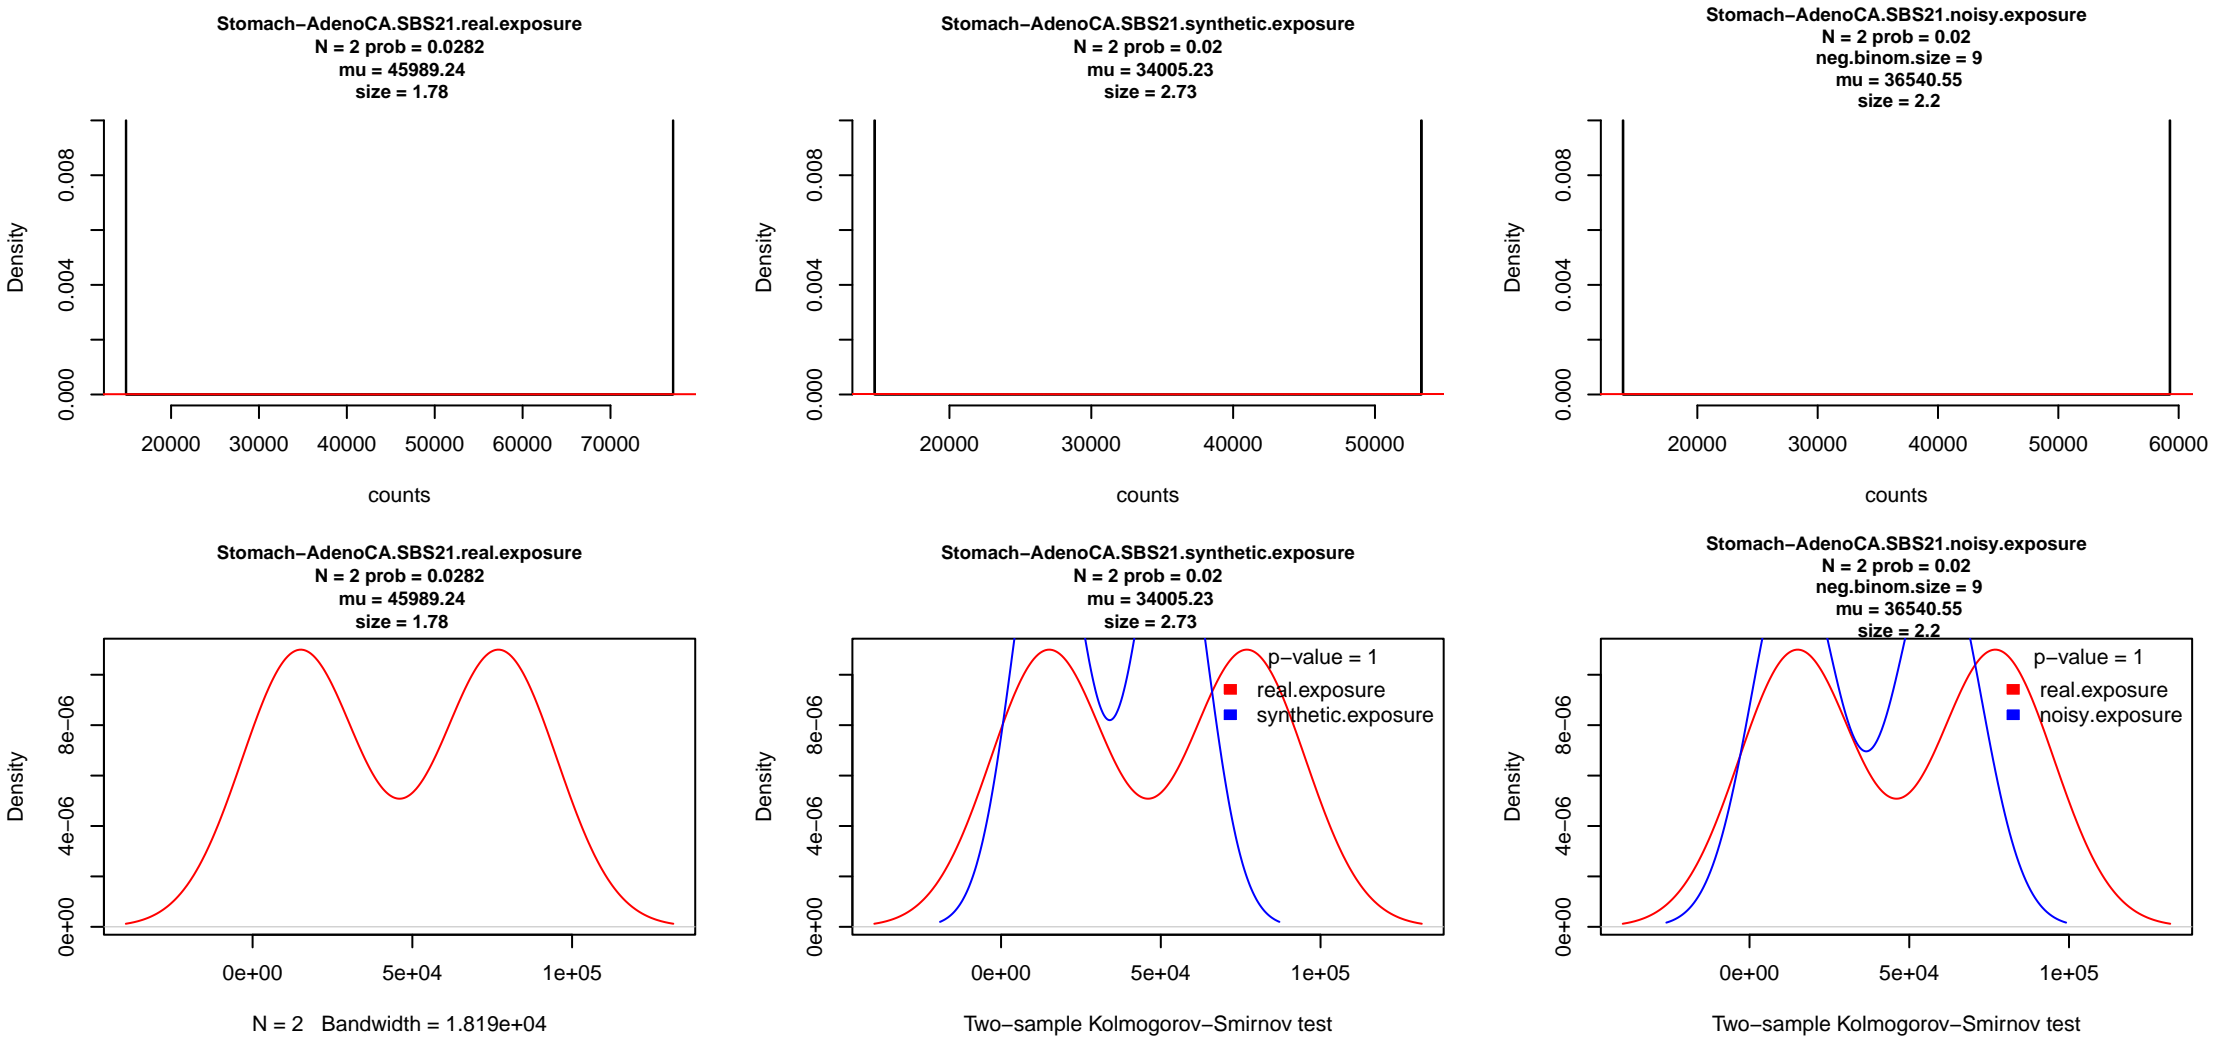 Stomach−AdenoCA.SBS21.real.exposure
N = 2 prob = 0.0282
mu = 45989.24
size = 1.78
Density
0.000
0.004
0.008
20000 30000 40000 50000 60000 70000
counts
Stomach−AdenoCA.SBS21.synthetic.exposure
N = 2 prob = 0.02
mu = 34005.23
size = 2.73
Density
0.000
0.004
0.008
20000 30000 40000 50000
counts
Stomach−AdenoCA.SBS21.noisy.exposure
N = 2 prob = 0.02
neg.binom.size = 9
mu = 36540.55
size = 2.2
Density
0.000
0.004
0.008
20000 30000 40000 50000 60000
counts
Stomach−AdenoCA.SBS21.real.exposure
N = 2 prob = 0.0282
mu = 45989.24
size = 1.78
Density
0e+00
4e−06
8e−06
0e+00 5e+04 1e+05
N = 2 Bandwidth = 1.819e+04
Stomach−AdenoCA.SBS21.synthetic.exposure
N = 2 prob = 0.02
mu = 34005.23
size = 2.73
p−value = 1
real.exposure
synthetic.exposure
Density
0e+00
4e−06
8e−06
0e+00 5e+04 1e+05
Two−sample Kolmogorov−Smirnov test
Stomach−AdenoCA.SBS21.noisy.exposure
N = 2 prob = 0.02
neg.binom.size = 9
mu = 36540.55
size = 2.2
p−value = 1
real.exposure
noisy.exposure
Density
0e+00
4e−06
8e−06
0e+00 5e+04 1e+05
Two−sample Kolmogorov−Smirnov test